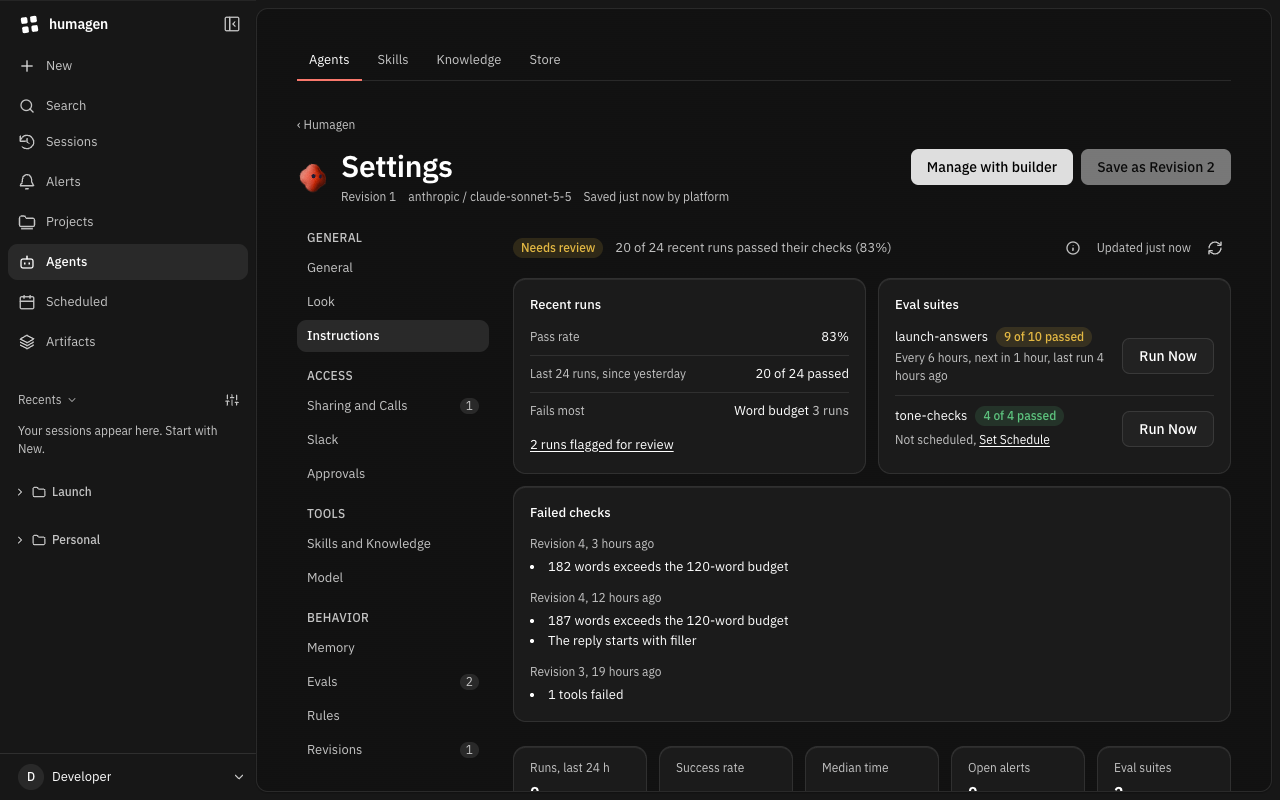 humagen
New
Search
Sessions
Alerts
Projects
Agents
Scheduled
Artifacts
Recents
Your sessions appear here. Start with
New.
Launch
Personal
D Developer
Agents Skills Knowledge Store
‹ Humagen
Settings
Revision 1 anthropic / claude-sonnet-5-5 Saved just now by platform
Manage with builder
Save as Revision 2
GENERAL
General
Look
Instructions
ACCESS
Sharing and Calls 1
Slack
Approvals
TOOLS
Skills and Knowledge
Model
BEHAVIOR
Memory
Evals 2
Rules
Revisions 1
Needs review 20 of 24 recent runs passed their checks (83%)
Updated just now
Recent runs
Pass rate 83%
Last 24 runs, since yesterday 20 of 24 passed
Fails most Word budget 3 runs
2 runs flagged for review
Eval suites
launch-answers 9 of 10 passed
Every 6 hours, next in 1 hour, last run 4
hours ago
Run Now
tone-checks 4 of 4 passed
Not scheduled, Set Schedule
Run Now
Failed checks
Revision 4, 3 hours ago
• 182 words exceeds the 120-word budget
Revision 4, 12 hours ago
• 187 words exceeds the 120-word budget
• The reply starts with filler
Revision 3, 19 hours ago
• 1 tools failed
Runs, last 24 h
Success rate
Median time
Open alerts
Eval suites